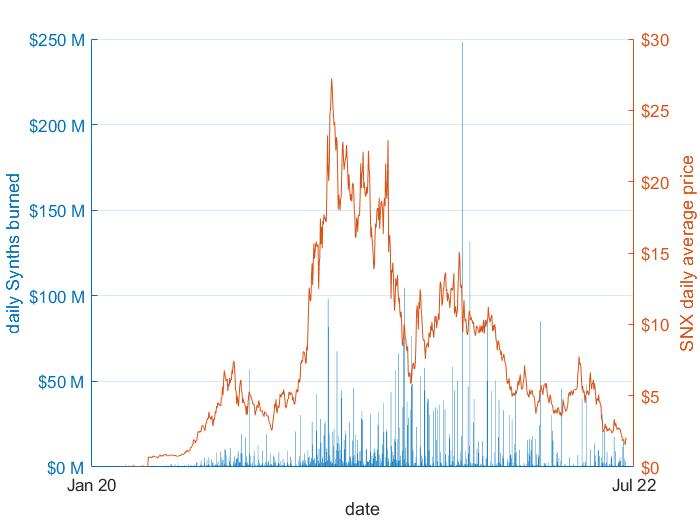 $250 M
$200 M
$150 M
$100 M
$50 M
$0 M
daily Synths burned
$30
$25
$20
$15
$10
$5
$0
SNX daily average price
Jan 20
Jul 22
date